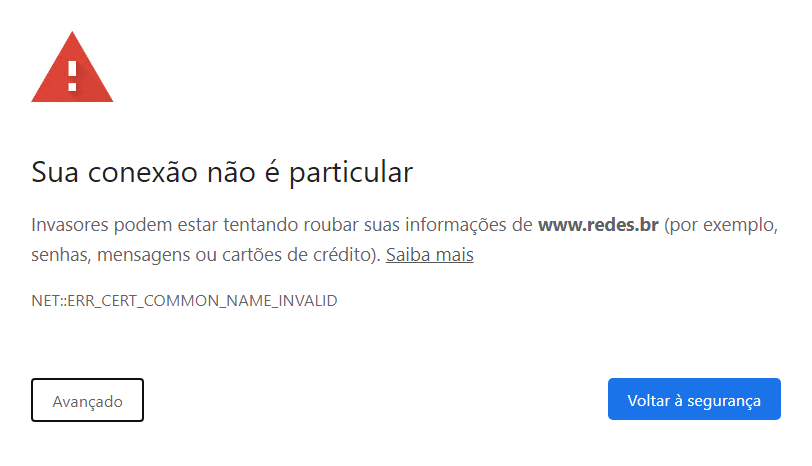 Sua conexão não é particular
Invasores podem estar tentando roubar suas informações de www.redes.br (por exemplo,
senhas, mensagens ou cartões de crédito). Saiba mais
NET::ERR_CERT_COMMON_NAME_INVALID
Avançado
Voltar à segurança